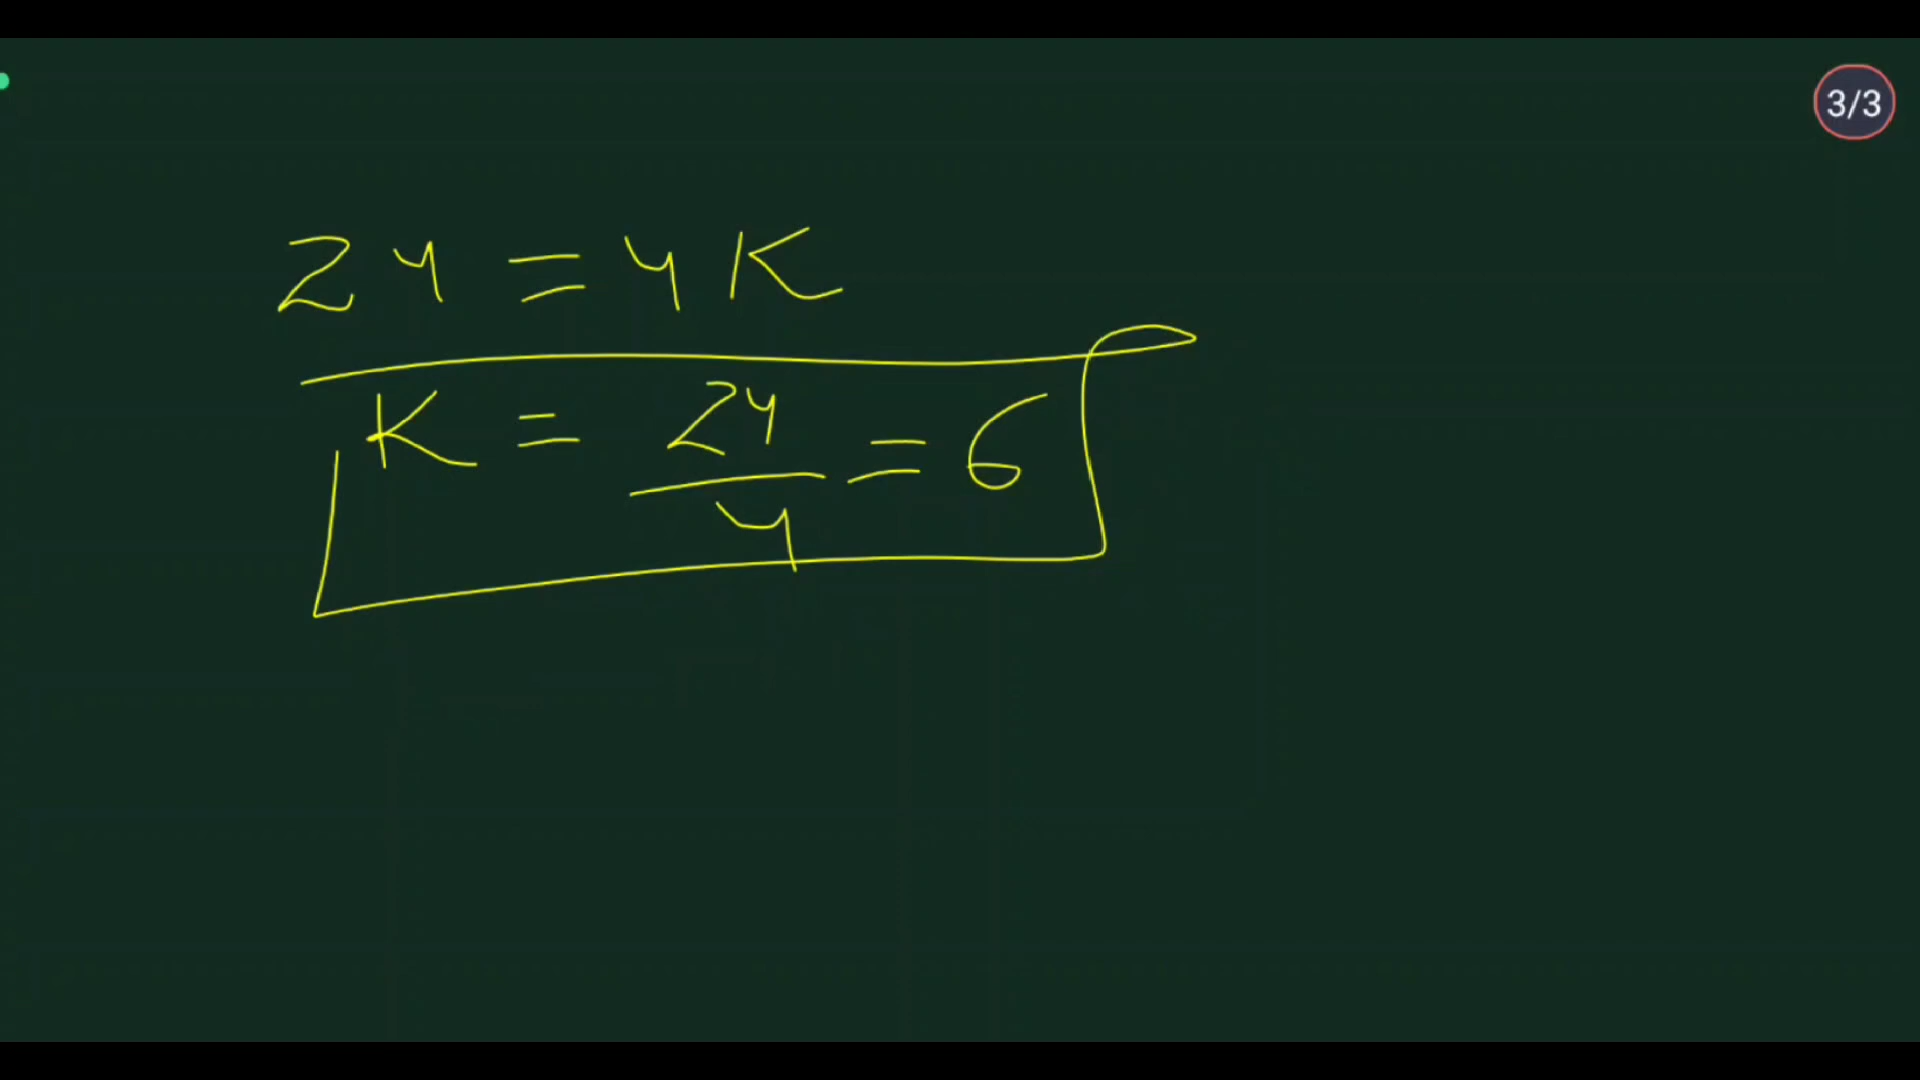 3/3
24 = 4K
K = 24/4 = 6